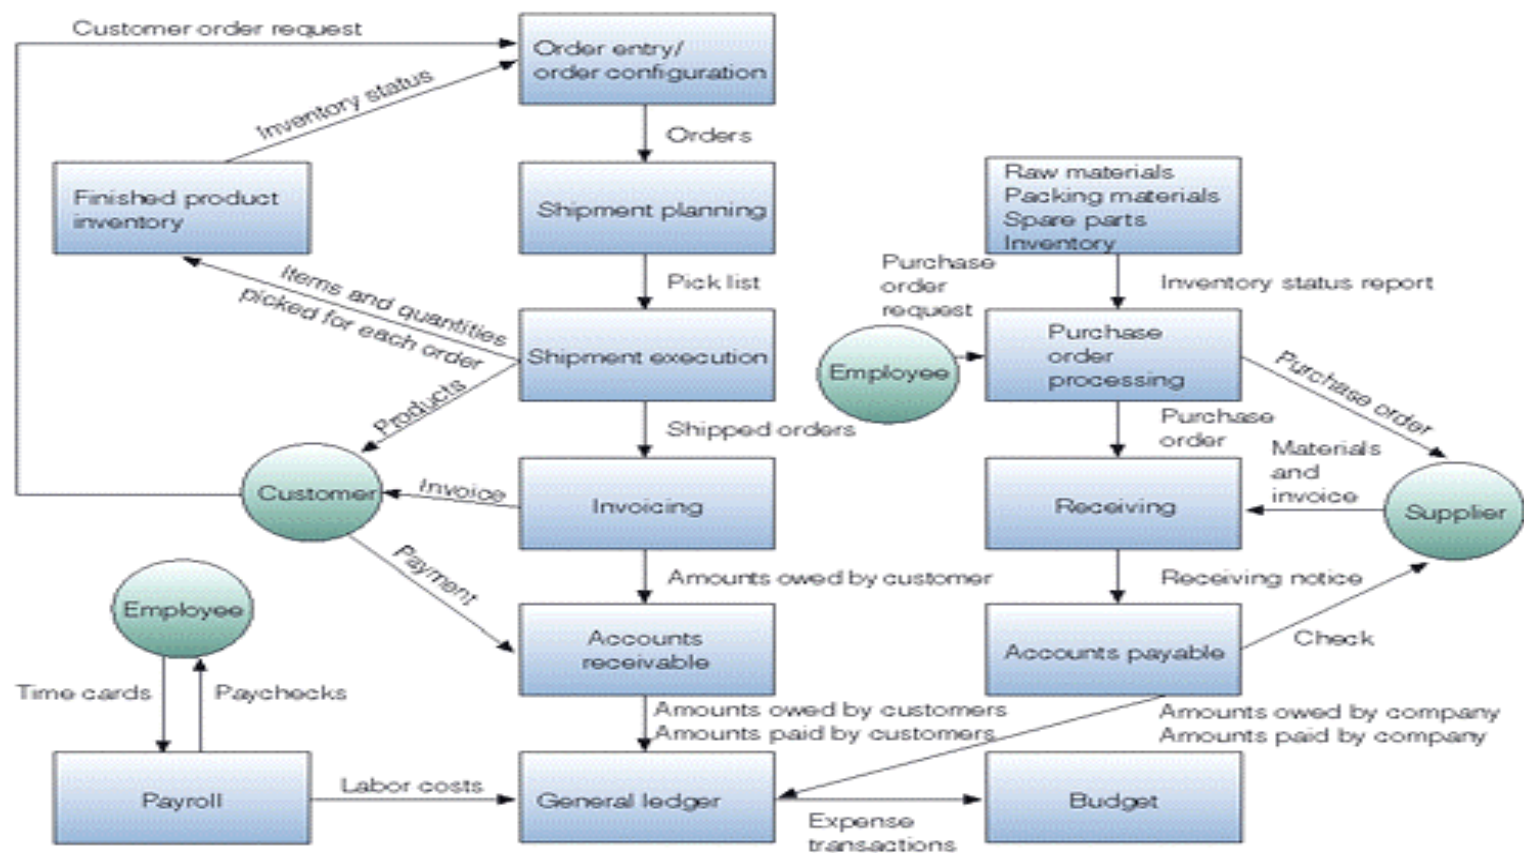 Customer order request
Order entry/
order configuration
Inventory status
Orders
Finished product
inventory
Shipment planning
Raw materials
Packing materials
Spare parts
Inventory
Items and quantities
picked for each order
Pick list
Purchase
order
request
Inventory status report
Shipment execution
Employee
Purchase
order
processing
Purchase order
Products
Shipped orders
Purchase
order
Materials
and
invoice
Customer
Invoice
Invoicing
Receiving
Supplier
Payment
Amounts owed by customer
Receiving notice
Employee
Accounts
receivable
Accounts payable
Check
Time cards
Paychecks
Amounts owed by customers
Amounts paid by customers
Amounts owed by company
Amounts paid by company
Payroll
Labor costs
General ledger
Expense
transactions
Budget